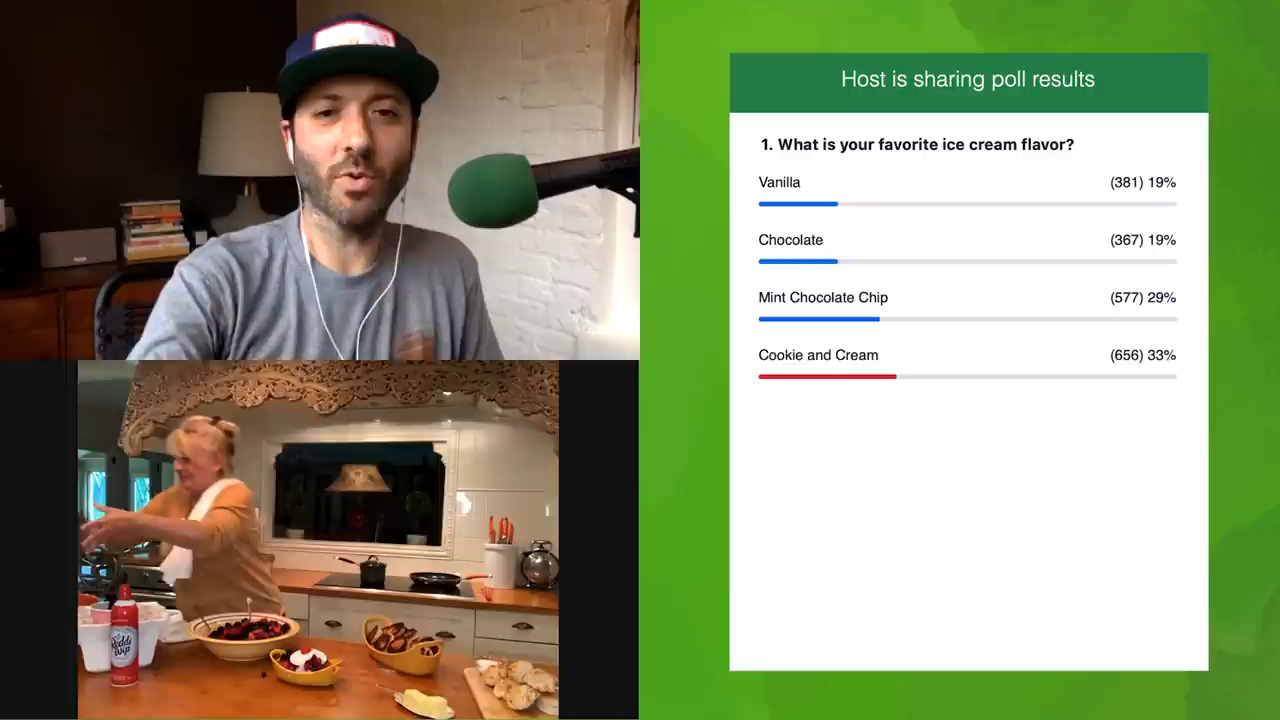 Host is sharing poll results
1. What is your favorite ice cream flavor?
Vanilla (381) 19%
Chocolate (367) 19%
Mint Chocolate Chip (577) 29%
Cookie and Cream (656) 33%
Reddi
wip